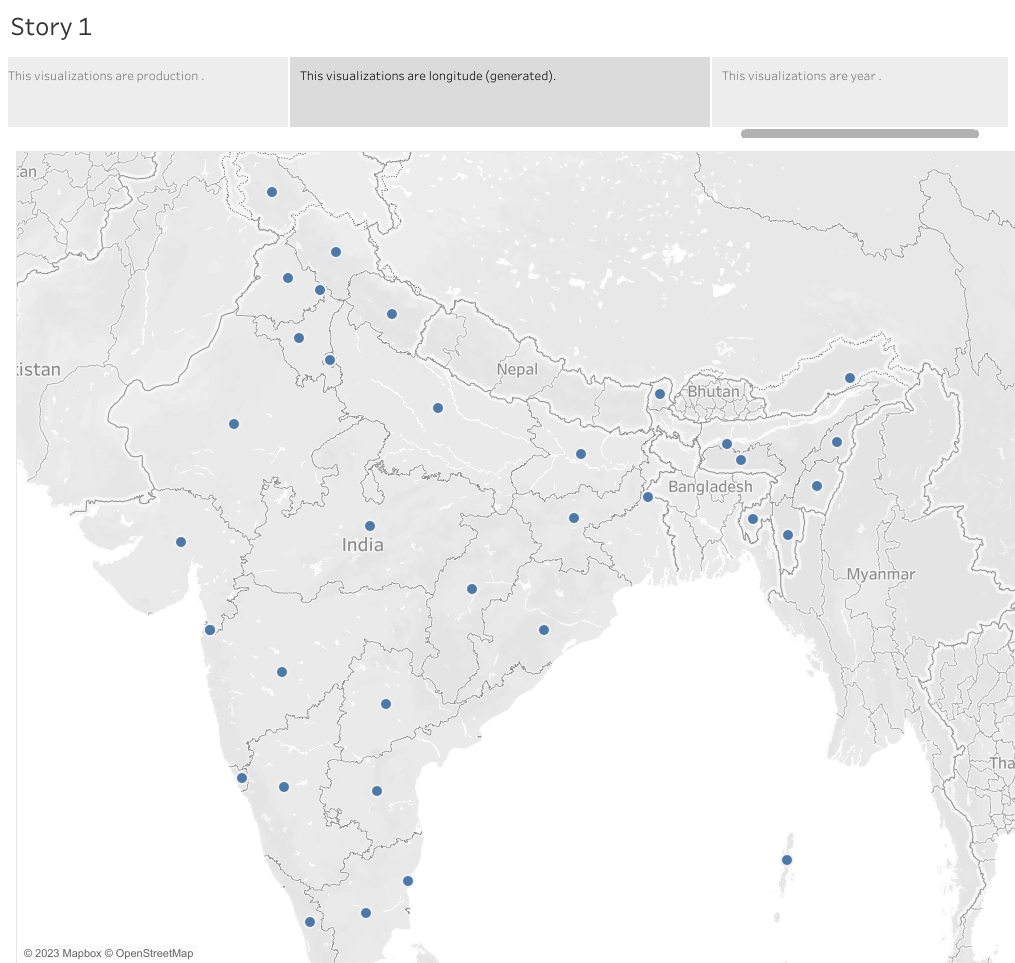 Story 1
This visualizations are production .
This visualizations are longitude (generated).
This visualizations are year .
an
istan
Nepal
Bhutan
Bangladesh
India
Myanmar
Tha
© 2023 Mapbox © OpenStreetMap